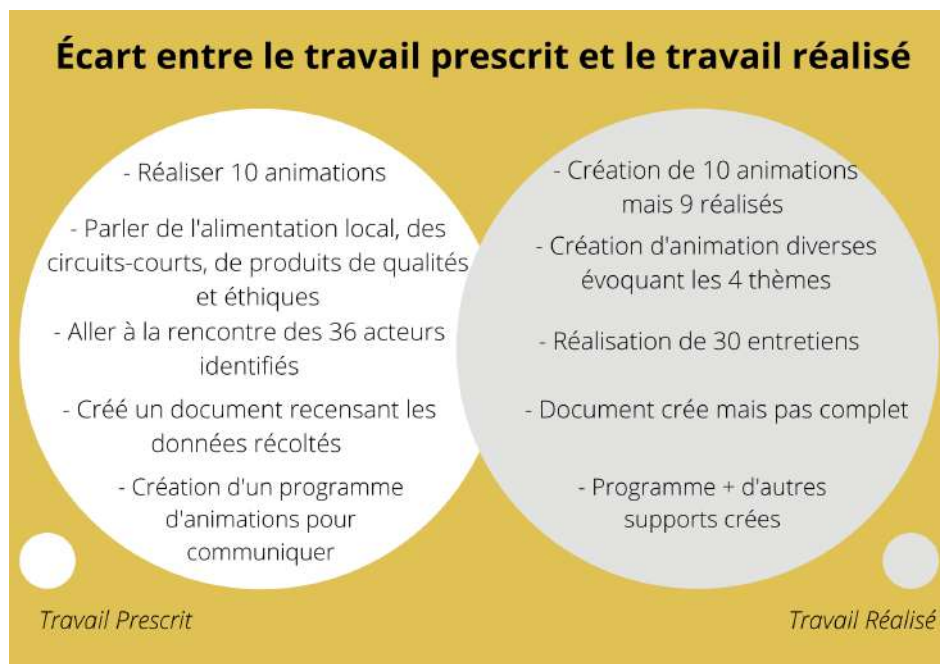 Écart entre le travail prescrit et le travail réalisé
- Réaliser 10 animations
- Parler de l'alimentation local, des
circuits-courts, de produits de qualités
et éthiques
- Aller à la rencontre des 36 acteurs
identifiés
- Créé un document recensant les
données récoltés
- Création d'un programme
d'animations pour
communiquer
- Création de 10 animations
mais 9 réalisés
- Création d'animation diverses
évoquant les 4 thèmes
- Réalisation de 30 entretiens
- Document crée mais pas complet
- Programme + d'autres
supports crées
Travail Prescrit
Travail Réalisé